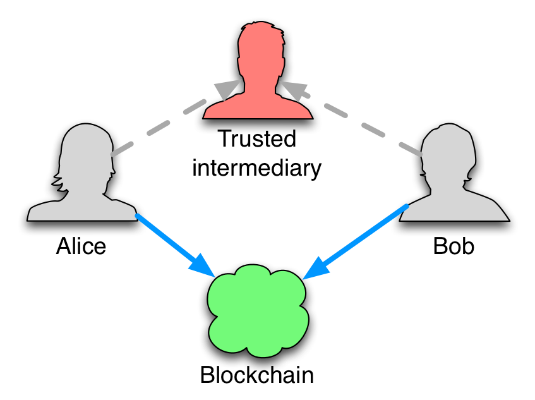 Trusted
intermediary
Alice
Bob
Blockchain